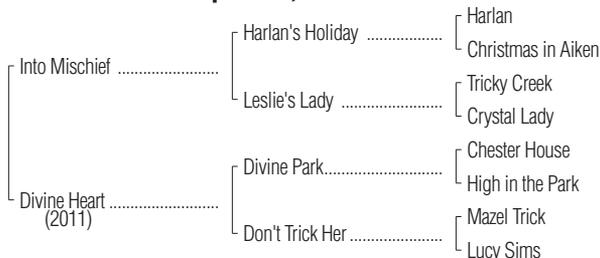 Harlan
Harlan's Holiday ..................
Christmas in Aiken
Into Mischief ........................
Tricky Creek
Leslie's Lady ........................
Crystal Lady
Chester House
Divine Park............................
High in the Park
Divine Heart ..........................
(2011)
Mazel Trick
Don't Trick Her ......................
Lucy Sims